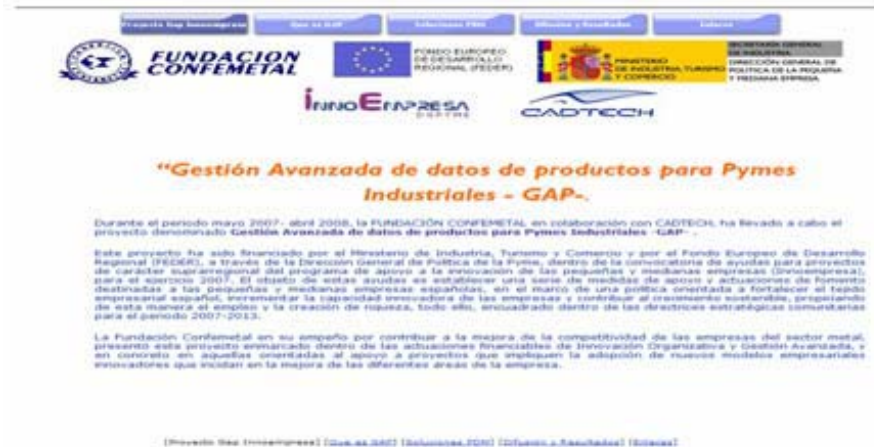 Proyecto Gap Innoempresa Que es GAP Soluciones PDM Difusion y Resultados Enlaces
FUNDACION
CONFEMETAL
FONDO EUROPEO
DE DESARROLLO
REGIONAL (FEDER)
MINISTERIO
DE INDUSTRIA, TURISMO
Y COMERCIO
SECRETARÍA GENERAL
DE INDUSTRIA
DIRECCIÓN GENERAL DE
POLÍTICA DE LA PEQUEÑA
Y MEDIANA EMPRESA
INNOEMPRESA
DGPYME
CADTECH
“Gestión Avanzada de datos de productos para Pymes
Industriales - GAP-.
Durante el periodo mayo 2007- abril 2008, la FUNDACIÓN CONFEMETAL en colaboración con CADTECH, ha llevado a cabo el
proyecto denominado Gestión Avanzada de datos de productos para Pymes Industriales -GAP- .
Este proyecto ha sido financiado por el Ministerio de Industria, Turismo y Comercio y por el Fondo Europeo de Desarrollo
Regional (FEDER), a través de la Dirección General de Política de la Pyme, dentro de la convocatoria de ayudas para proyectos
de carácter suprarregional del programa de apoyo a la innovación de las pequeñas y medianas empresas (Innoempresa),
para el ejercicio 2007. El objeto de estas ayudas es establecer una serie de medidas de apoyo y actuaciones de fomento
destinadas a las pequeñas y medianas empresas españolas, en el marco de una política orientada a fortalecer el tejido
empresarial español, incrementar la capacidad innovadora de las empresas y contribuir al crecimiento sostenible, propiciando
de esta manera el empleo y la creación de riqueza, todo ello, encuadrado dentro de las directrices estratégicas comunitarias
para el periodo 2007-2013.
La Fundación Confemetal en su empeño por contribuir a la mejora de la competitividad de las empresas del sector metal,
presento este proyecto enmarcado dentro de las actuaciones financiables de Innovación Organizativa y Gestión Avanzada, y
en concreto en aquellas orientadas al apoyo a proyectos que impliquen la adopción de nuevos modelos empresariales
innovadores que incidan en la mejora de las diferentes áreas de la empresa.
[Proyecto Gap Innoempresa] [Que es GAP] [Soluciones PDM] [Difusion y Resultados] [Enlaces]